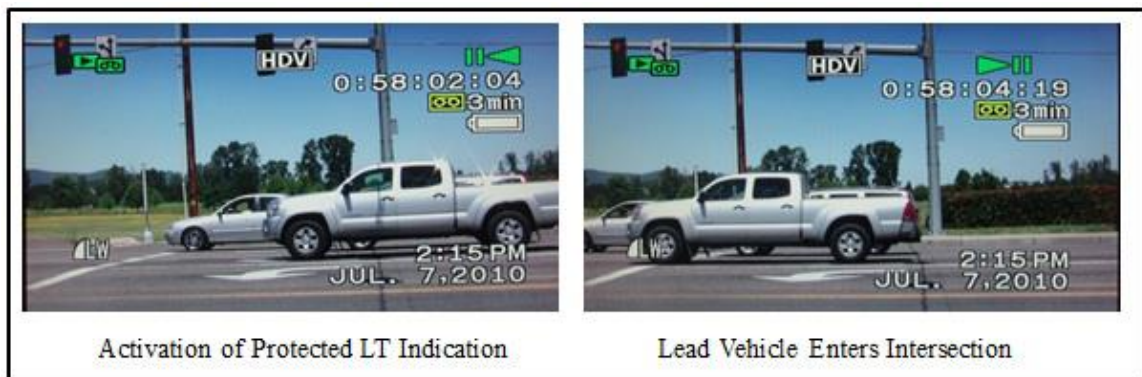 HDV
0:58:02:04
3min
LW
2:15PM
JUL. 7,2010
HDV
0:58:04:19
3min
LW
2:15PM
JUL. 7,2010
Activation of Protected LT Indication
Lead Vehicle Enters Intersection